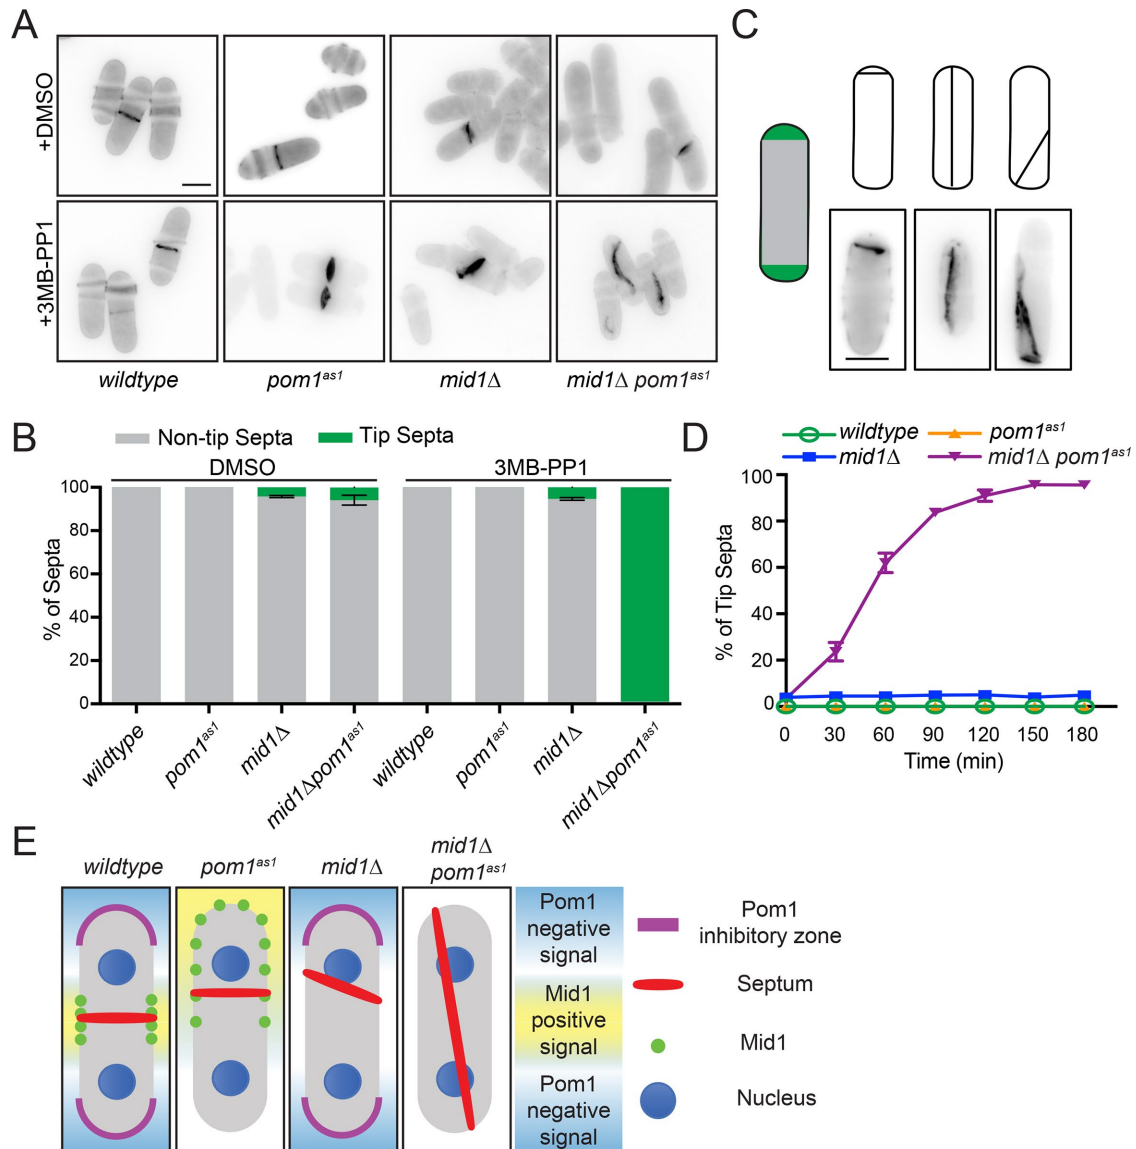 A
+DMSO
+3MB-PP1
wildtype
pom1as1
mid1Δ
mid1Δ pom1as1
C
B
Non-tip Septa
Tip Septa
DMSO
3MB-PP1
% of Septa
100
80
60
40
20
0
wildtype
pom1as1
mid1Δ
mid1Δpom1as1
wildtype
pom1as1
mid1Δ
mid1Δpom1as1
D
wildtype
pom1as1
mid1Δ
mid1Δ pom1as1
% of Tip Septa
100
80
60
40
20
0
0 30 60 90 120 150 180
Time (min)
E
wildtype
pom1as1
mid1Δ
mid1Δ
pom1as1
Pom1
negative
signal
Mid1
positive
signal
Pom1
negative
signal
Pom1
inhibitory zone
Septum
Mid1
Nucleus